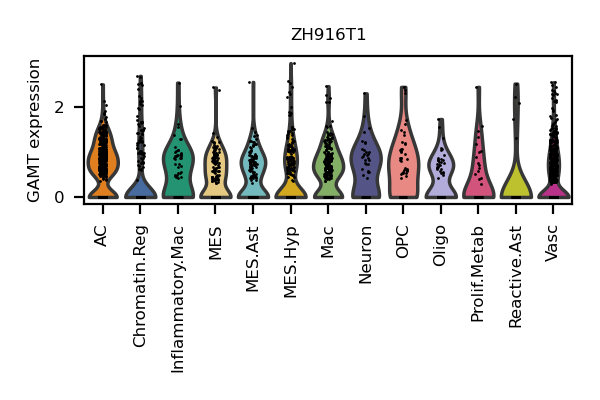 ZH916T1
GAMT expression
2
0
AC
Chromatin.Reg
Inflammatory.Mac
MES
MES.Ast
MES.Hyp
Mac
Neuron
OPC
Oligo
Prolif.Metab
Reactive.Ast
Vasc